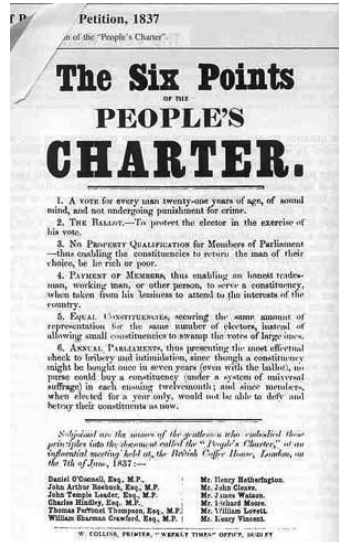 Petition, 1837
n of the "People's Charter".
The Six Points
OF THE
PEOPLE'S
CHARTER.
1. A VOTE for every man twenty-one years of age, of sound
mind, and not undergoing punishment for crime.
2. THE BALLOT.—To protect the elector in the exercise of
his vote.
3. NO PROPERTY QUALIFICATION for Members of Parliament
—thus enabling the constituencies to return the man of their
choice, be he rich or poor.
4. PAYMENT OF MEMBERS, thus enabling an honest trades-
man, working man, or other person, to serve a constituency,
when taken from his business to attend to the interests of the
country.
5. EQUAL CONSTITUENCIES, securing the same amount of
representation for the same number of electors, instead of
allowing small constituencies to swamp the votes of large ones.
6. ANNUAL PARLIAMENTS, thus presenting the most effectual
check to bribery and intimidation, since though a constituency
might be bought once in seven years (even with the ballot), no
purse could buy a constituency (under a system of universal
suffrage) in each ensuing twelvemonth; and since members,
when elected for a year only, would not be able to defy and
betray their constituents as now.
Subjoined are the names of the gentlemen who embodied these
principles into the document called the "People's Charter," at an
influential meeting held at the British Coffee House, London, on
the 7th of June, 1837:—
Daniel O'Connell, Esq., M.P., Mr. Henry Hetherington.
John Arthur Roebuck, Esq., M.P. Mr. John Cleave.
John Temple Leader, Esq., M.P. Mr. James Watson.
Charles Hindley, Esq., M.P. Mr. Richard Moore.
Thomas Perronet Thompson, Esq., M.P. Mr. William Lovett.
William Sharman Crawford, Esq., M.P. Mr. Henry Vincent.
W. COLLINS, PRINTER, "WEEKLY TIMES" OFFICE, DUDLEY